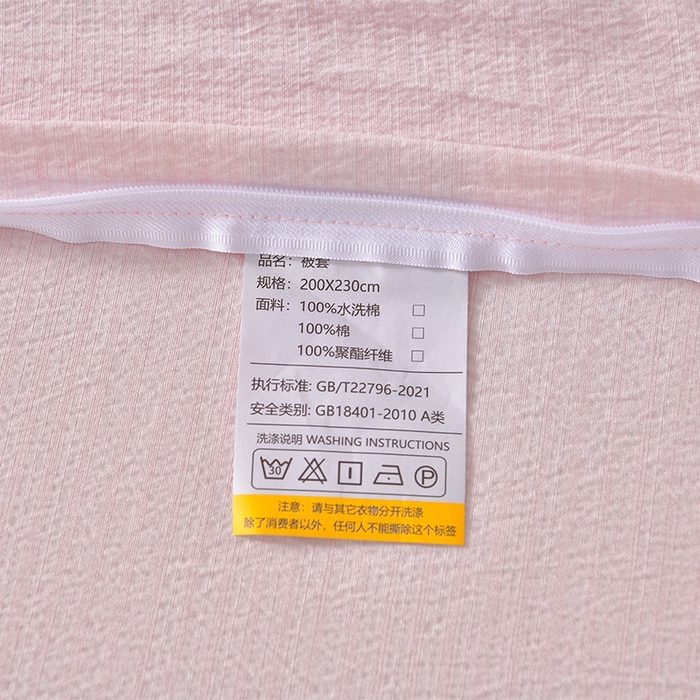 品名: 被套
规格: 200X230cm
面料: 100%水洗棉 □
100%棉 □
100%聚酯纤维 □
执行标准: GB/T22796-2021
安全类别: GB18401-2010 A类
洗涤说明 WASHING INSTRUCTIONS
30 P
注意: 请与其它衣物分开洗涤
除了消费者以外, 任何人不能撕除这个标签